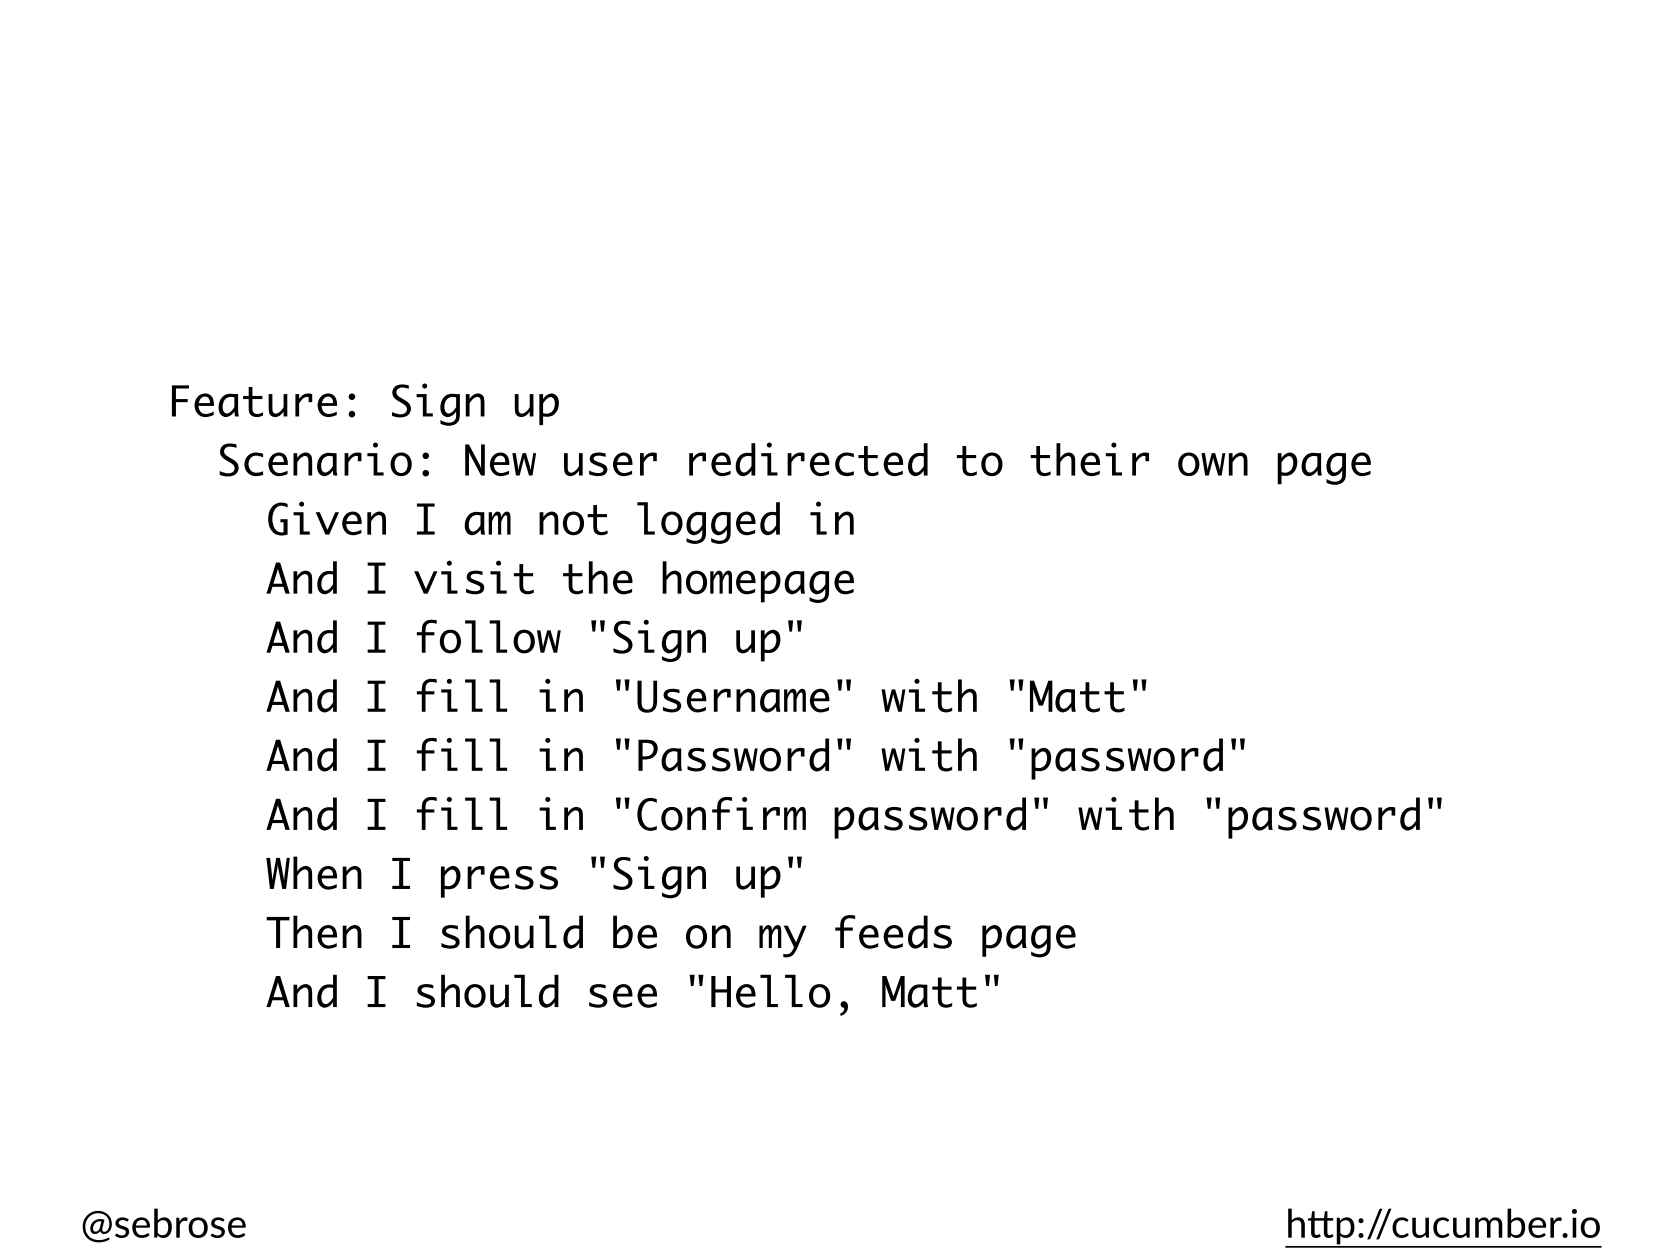 Feature: Sign up
Scenario: New user redirected to their own page
Given I am not logged in
And I visit the homepage
And I follow "Sign up"
And I fill in "Username" with "Matt"
And I fill in "Password" with "password"
And I fill in "Confirm password" with "password"
When I press "Sign up"
Then I should be on my feeds page
And I should see "Hello, Matt"
@sebrose
http://cucumber.io